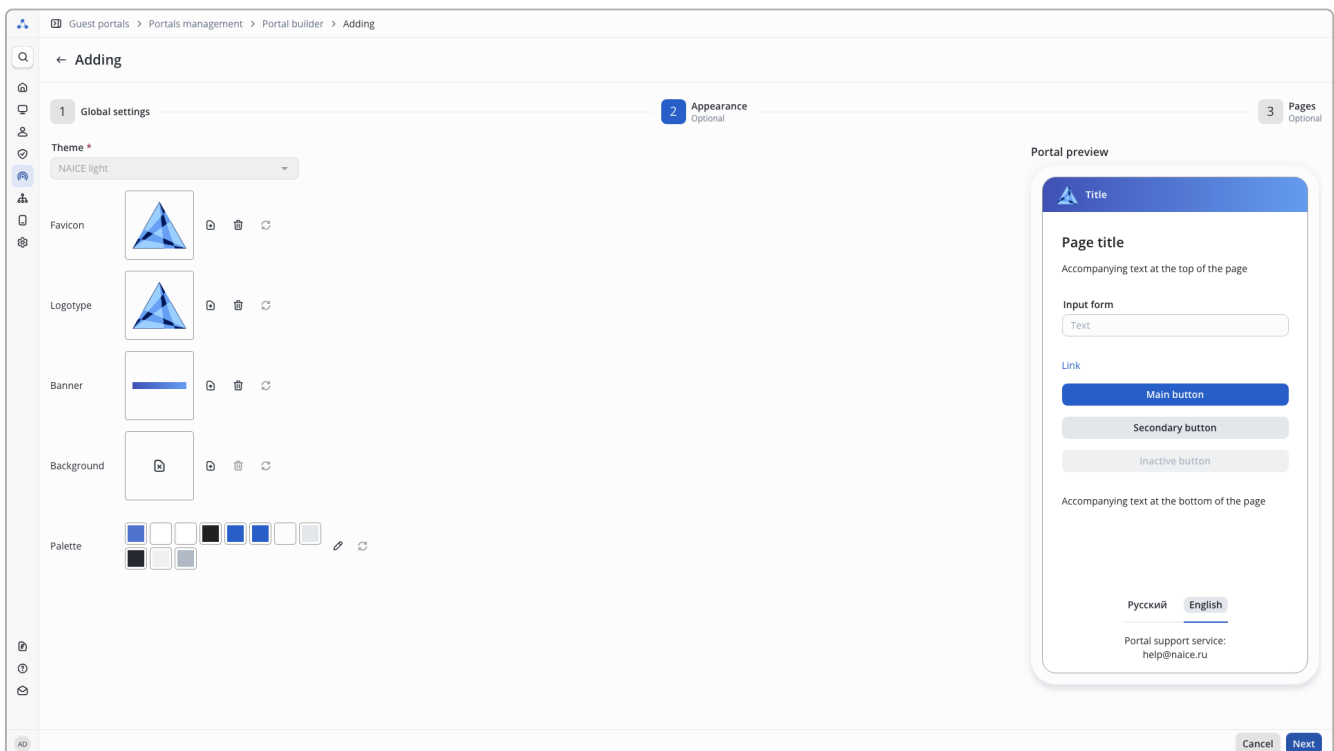 Guest portals > Portals management > Portal builder > Adding
← Adding
1 Global settings
2 Appearance
Optional
3 Pages
Optional
Theme *
NAICE light
Favicon
Logotype
Banner
Background
Palette
Portal preview
Title
Page title
Accompanying text at the top of the page
Input form
Text
Link
Main button
Secondary button
Inactive button
Accompanying text at the bottom of the page
Русский English
Portal support service:
help@naice.ru
AD
Cancel Next